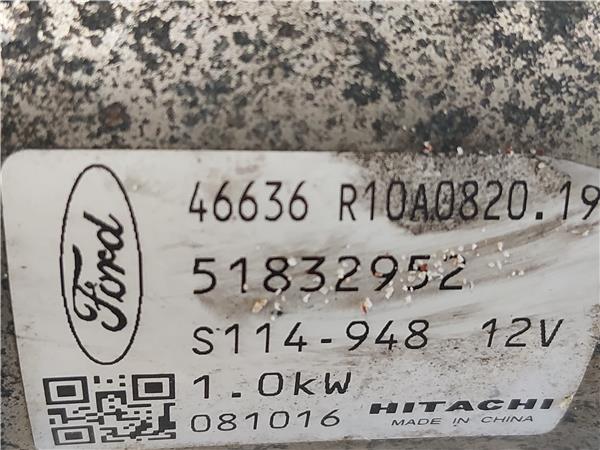 Ford
46636 R10A0820.19
51832952
S114-948 12V
1.0kW
081016 HITACHI
MADE IN CHINA